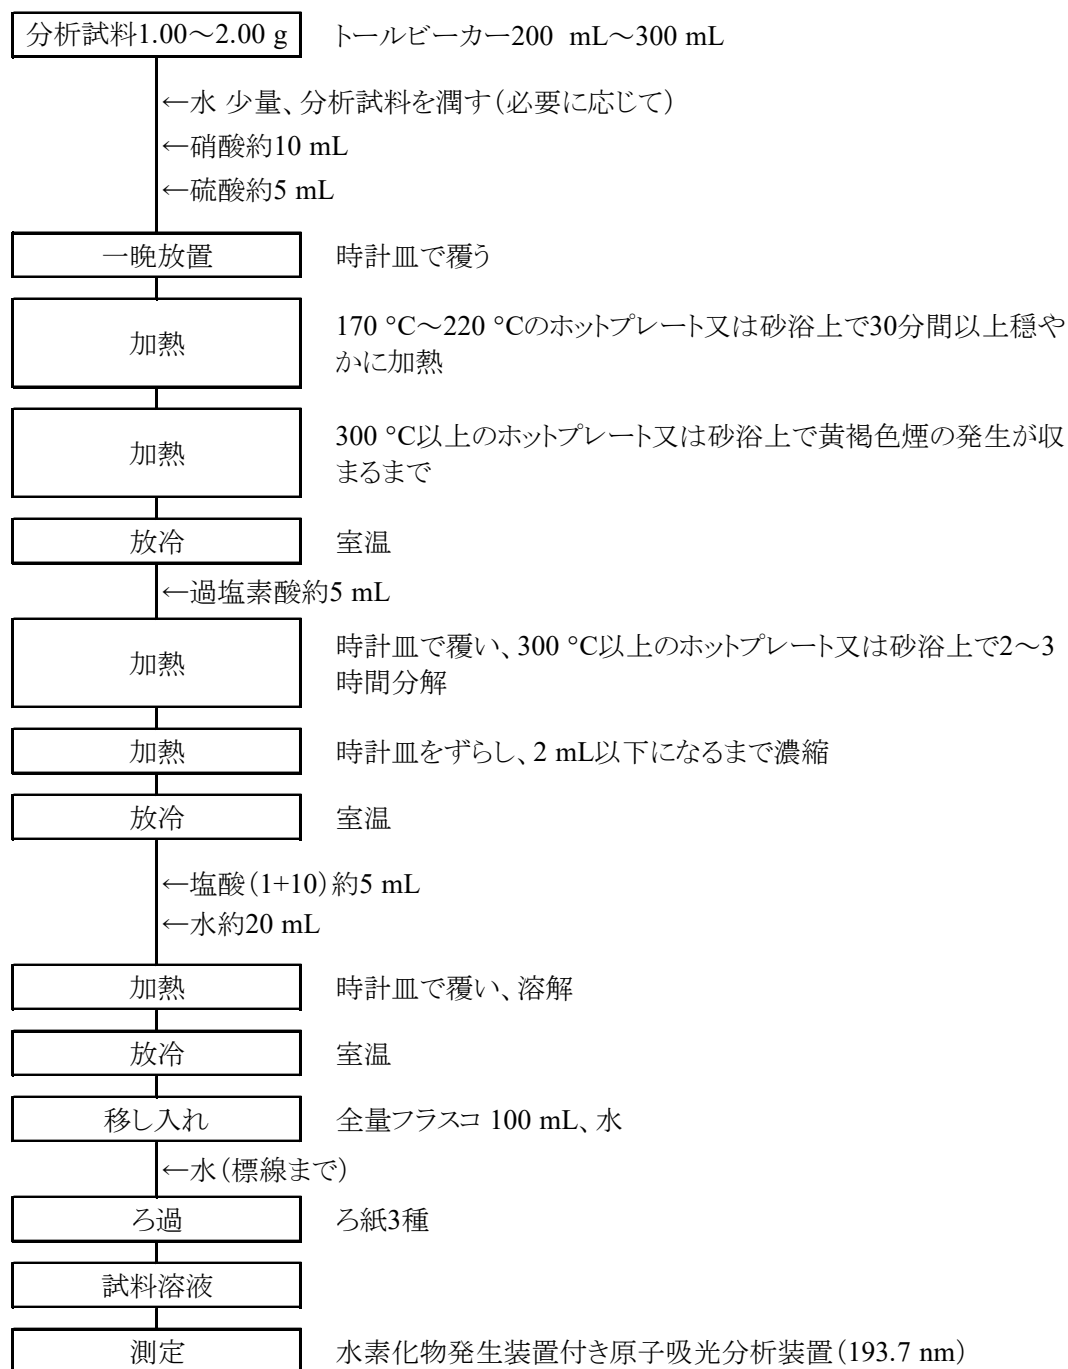 分析試料1.00～2.00 g トールビーカー200 mL～300 mL
←水 少量、分析試料を潤す（必要に応じて）
←硝酸約10 mL
←硫酸約5 mL
一晩放置 時計皿で覆う
加熱 170 °C～220 °Cのホットプレート又は砂浴上で30分間以上穏や
かに加熱
加熱 300 °C以上のホットプレート又は砂浴上で黄褐色煙の発生が収
まるまで
放冷 室温
←過塩素酸約5 mL
加熱 時計皿で覆い、300 °C以上のホットプレート又は砂浴上で2～3
時間分解
加熱 時計皿をずらし、2 mL以下になるまで濃縮
放冷 室温
←塩酸（1+10）約5 mL
←水約20 mL
加熱 時計皿で覆い、溶解
放冷 室温
移し入れ 全量フラスコ 100 mL、水
←水（標線まで）
ろ過 ろ紙3種
試料溶液
測定 水素化物発生装置付き原子吸光分析装置（193.7 nm）